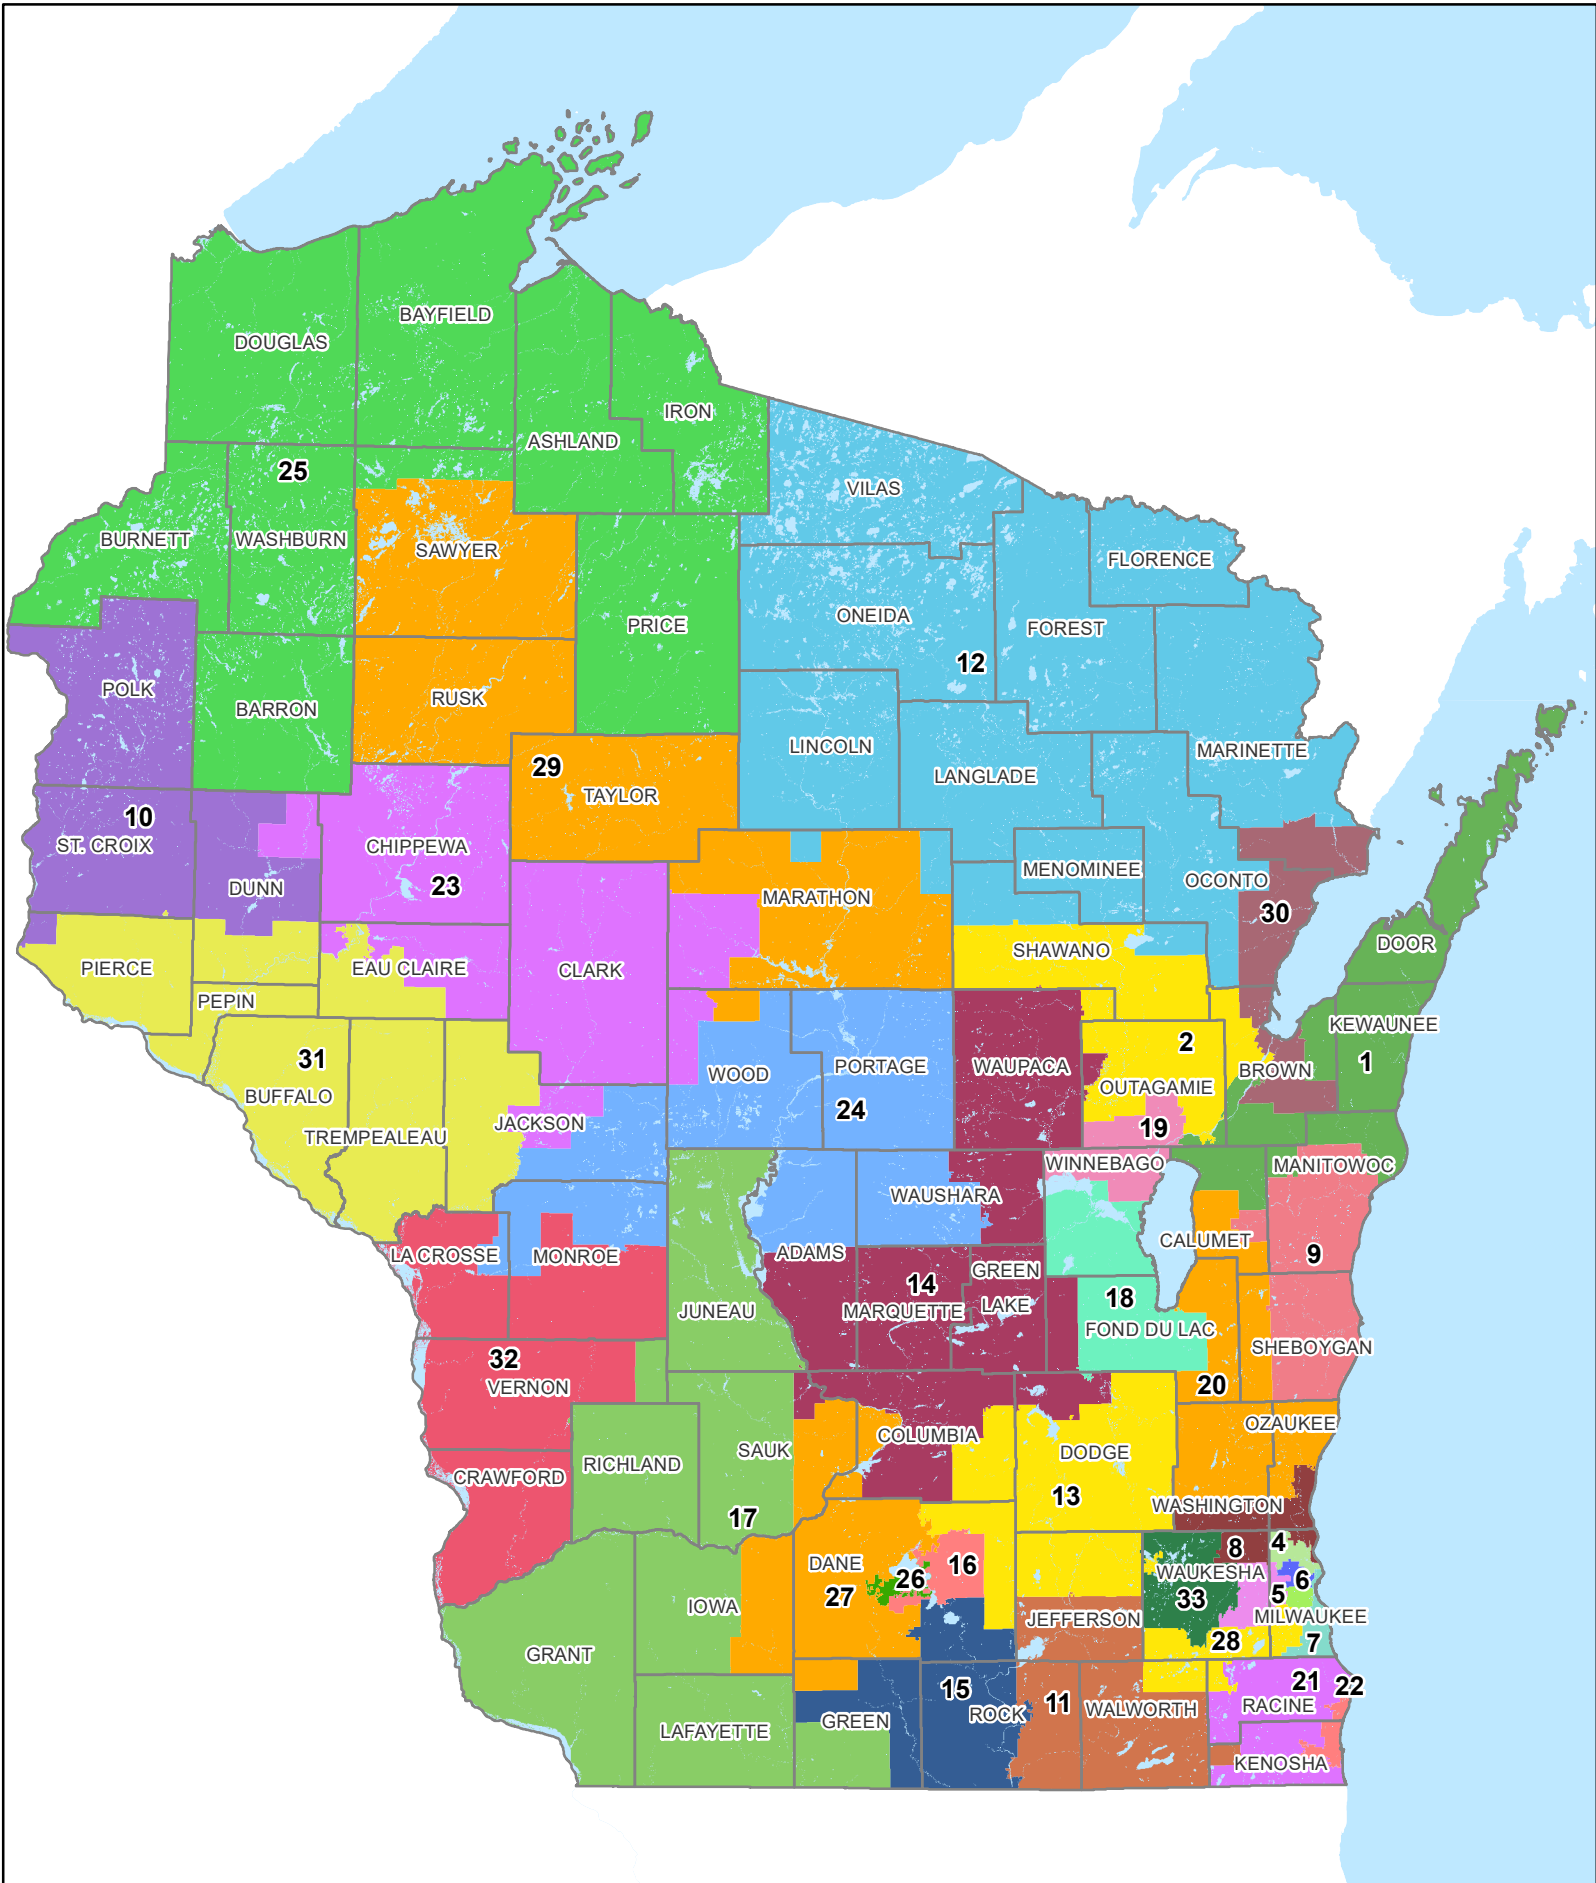 BAYFIELD
DOUGLAS
IRON
ASHLAND
25
VILAS
BURNETT
WASHBURN
SAWYER
FLORENCE
ONEIDA
PRICE
FOREST
12
POLK
RUSK
BARRON
LINCOLN
MARINETTE
29
LANGLADE
TAYLOR
10
ST. CROIX
CHIPPEWA
MENOMINEE
OCONTO
DUNN
23
MARATHON
30
DOOR
SHAWANO
PIERCE
EAU CLAIRE
CLARK
PEPIN
KEWAUNEE
2
31
1
PORTAGE
WAUPACA
BROWN
WOOD
OUTAGAMIE
BUFFALO
24
JACKSON
19
TREMPEALEAU
WINNEBAGO
MANITOWOC
WAUSHARA
CALUMET
LA CROSSE
MONROE
ADAMS
9
GREEN
LAKE
14
18
JUNEAU
MARQUETTE
FOND DU LAC
SHEBOYGAN
32
VERNON
20
OZAUKEE
COLUMBIA
SAUK
DODGE
RICHLAND
CRAWFORD
13
WASHINGTON
17
4
8
DANE
16
WAUKESHA
26
6
27
33
5
IOWA
JEFFERSON
MILWAUKEE
28
7
GRANT
21
22
15
11
RACINE
ROCK
WALWORTH
GREEN
LAFAYETTE
KENOSHA